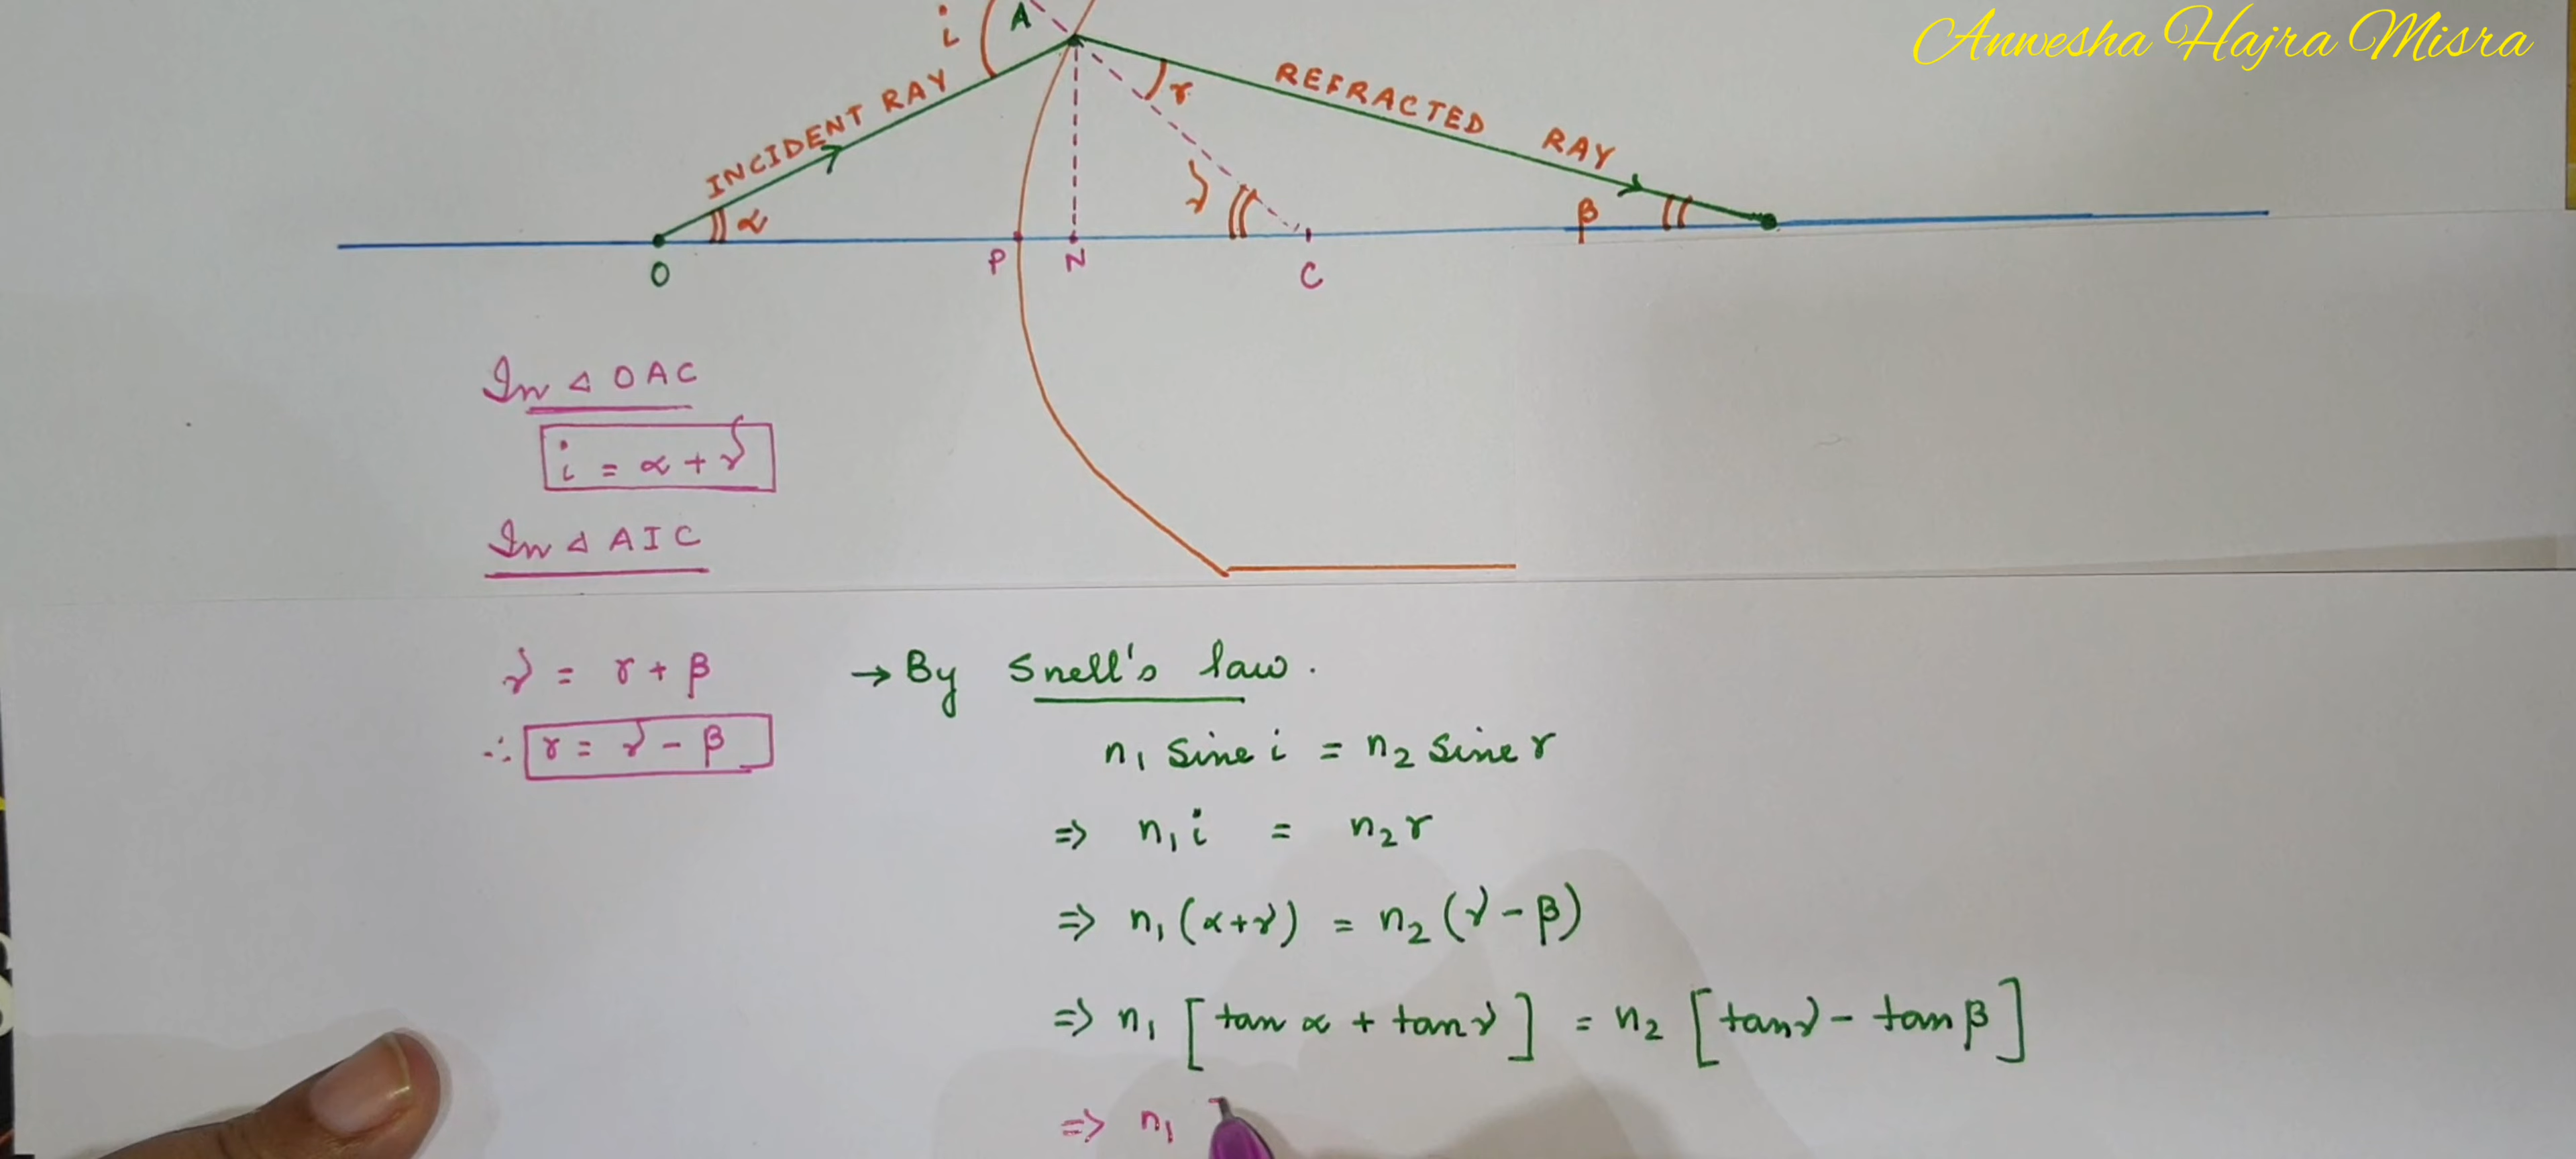 Anwesha Hajra Misra
i
A
INCIDENT RAY
r
REFRACTED RAY
α
γ
β
O
P
N
C
In Δ OAC
i = α + γ
In Δ AIC
γ = r + β
∴ r = γ - β
→ By Snell's law.
n₁ sine i = n₂ sine r
⇒ n₁ i = n₂ r
⇒ n₁ (α+γ) = n₂ (γ - β)
⇒ n₁ [tan α + tan γ] = n₂ [tan γ - tan β]
⇒ n₁